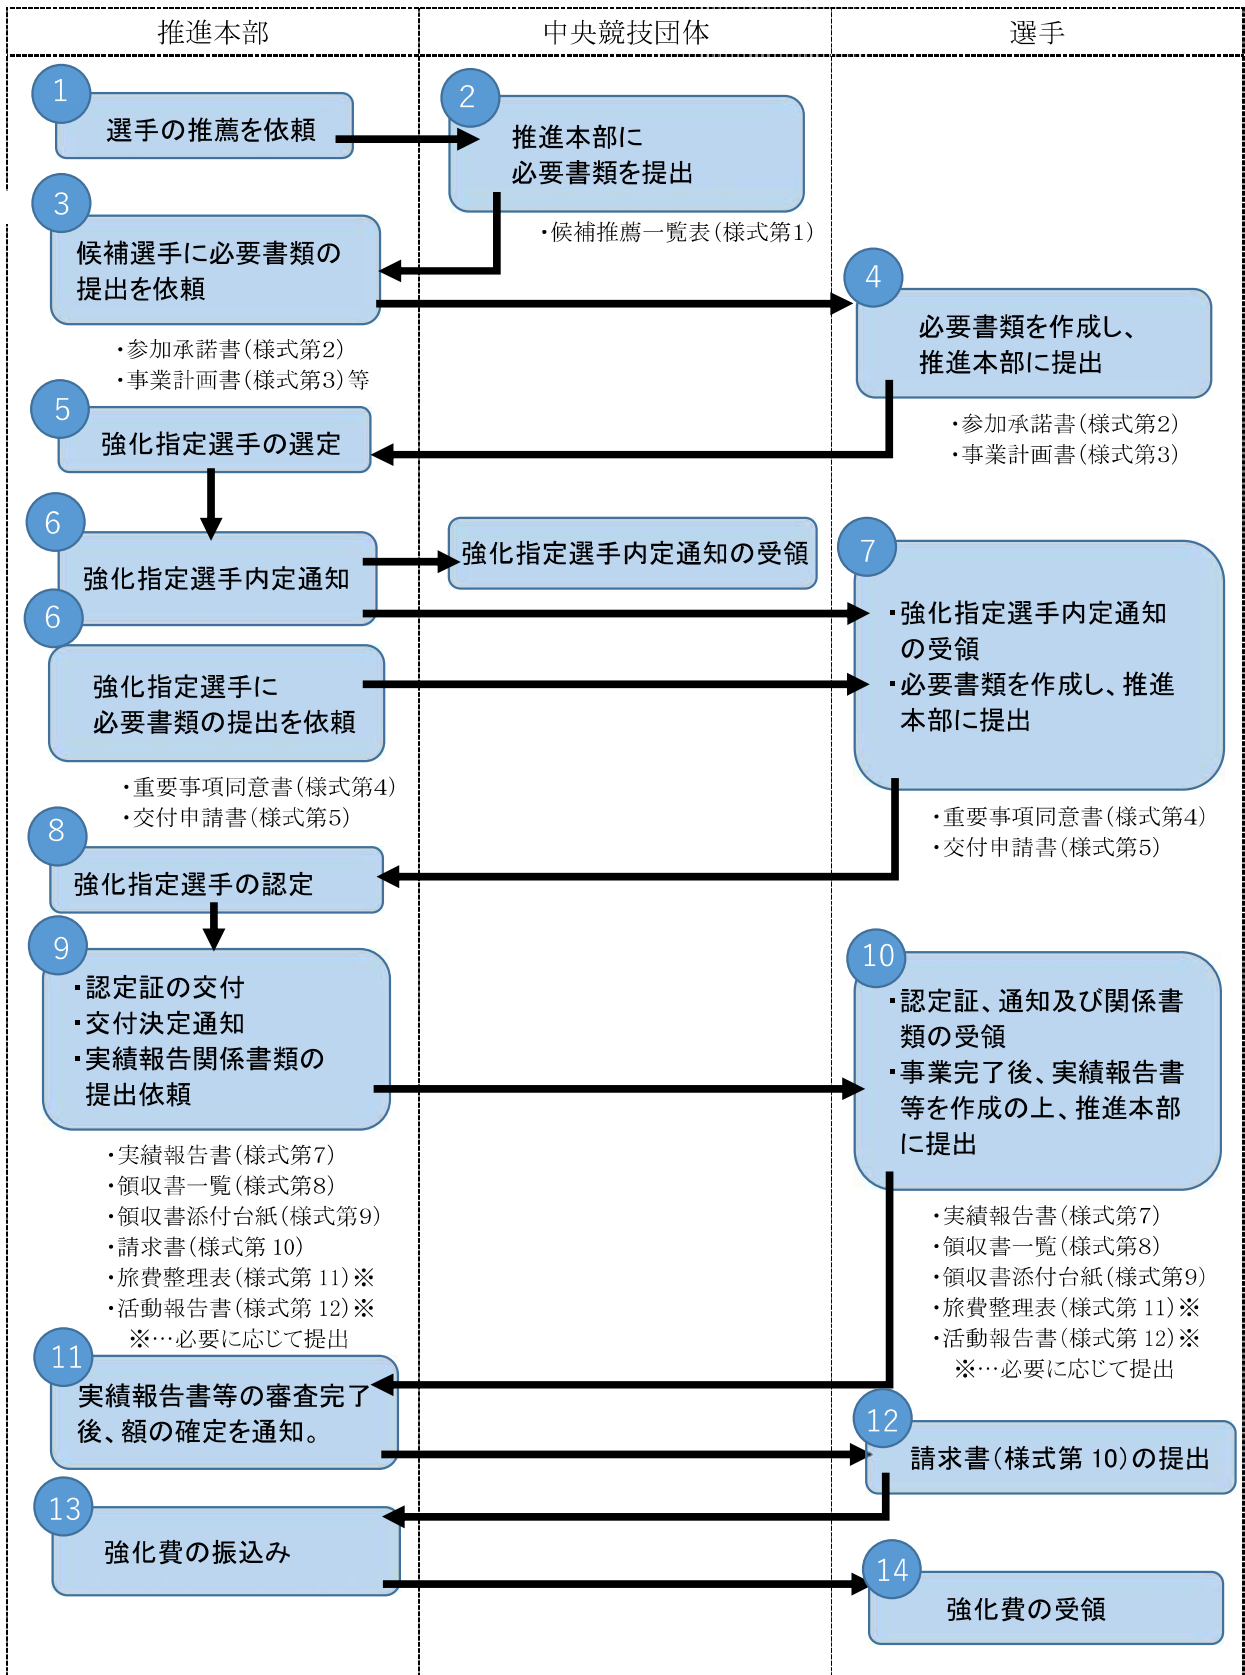 推進本部
中央競技団体
選手
1
選手の推薦を依頼
2
推進本部に
必要書類を提出
・候補推薦一覧表(様式第1)
3
候補選手に必要書類の
提出を依頼
・参加承諾書(様式第2)
・事業計画書(様式第3)等
4
必要書類を作成し、
推進本部に提出
・参加承諾書(様式第2)
・事業計画書(様式第3)
5
強化指定選手の選定
6
強化指定選手内定通知
強化指定選手内定通知の受領
6
強化指定選手に
必要書類の提出を依頼
・重要事項同意書(様式第4)
・交付申請書(様式第5)
7
・強化指定選手内定通知
の受領
・必要書類を作成し、推進
本部に提出
・重要事項同意書(様式第4)
・交付申請書(様式第5)
8
強化指定選手の認定
9
・認定証の交付
・交付決定通知
・実績報告関係書類の
提出依頼
・実績報告書(様式第7)
・領収書一覧(様式第8)
・領収書添付台紙(様式第9)
・請求書(様式第 10)
・旅費整理表(様式第 11)※
・活動報告書(様式第 12)※
※…必要に応じて提出
10
・認定証、通知及び関係書
類の受領
・事業完了後、実績報告書
等を作成の上、推進本部
に提出
・実績報告書(様式第7)
・領収書一覧(様式第8)
・領収書添付台紙(様式第9)
・旅費整理表(様式第 11)※
・活動報告書(様式第 12)※
※…必要に応じて提出
11
実績報告書等の審査完了
後、額の確定を通知。
12
請求書(様式第 10)の提出
13
強化費の振込み
14
強化費の受領